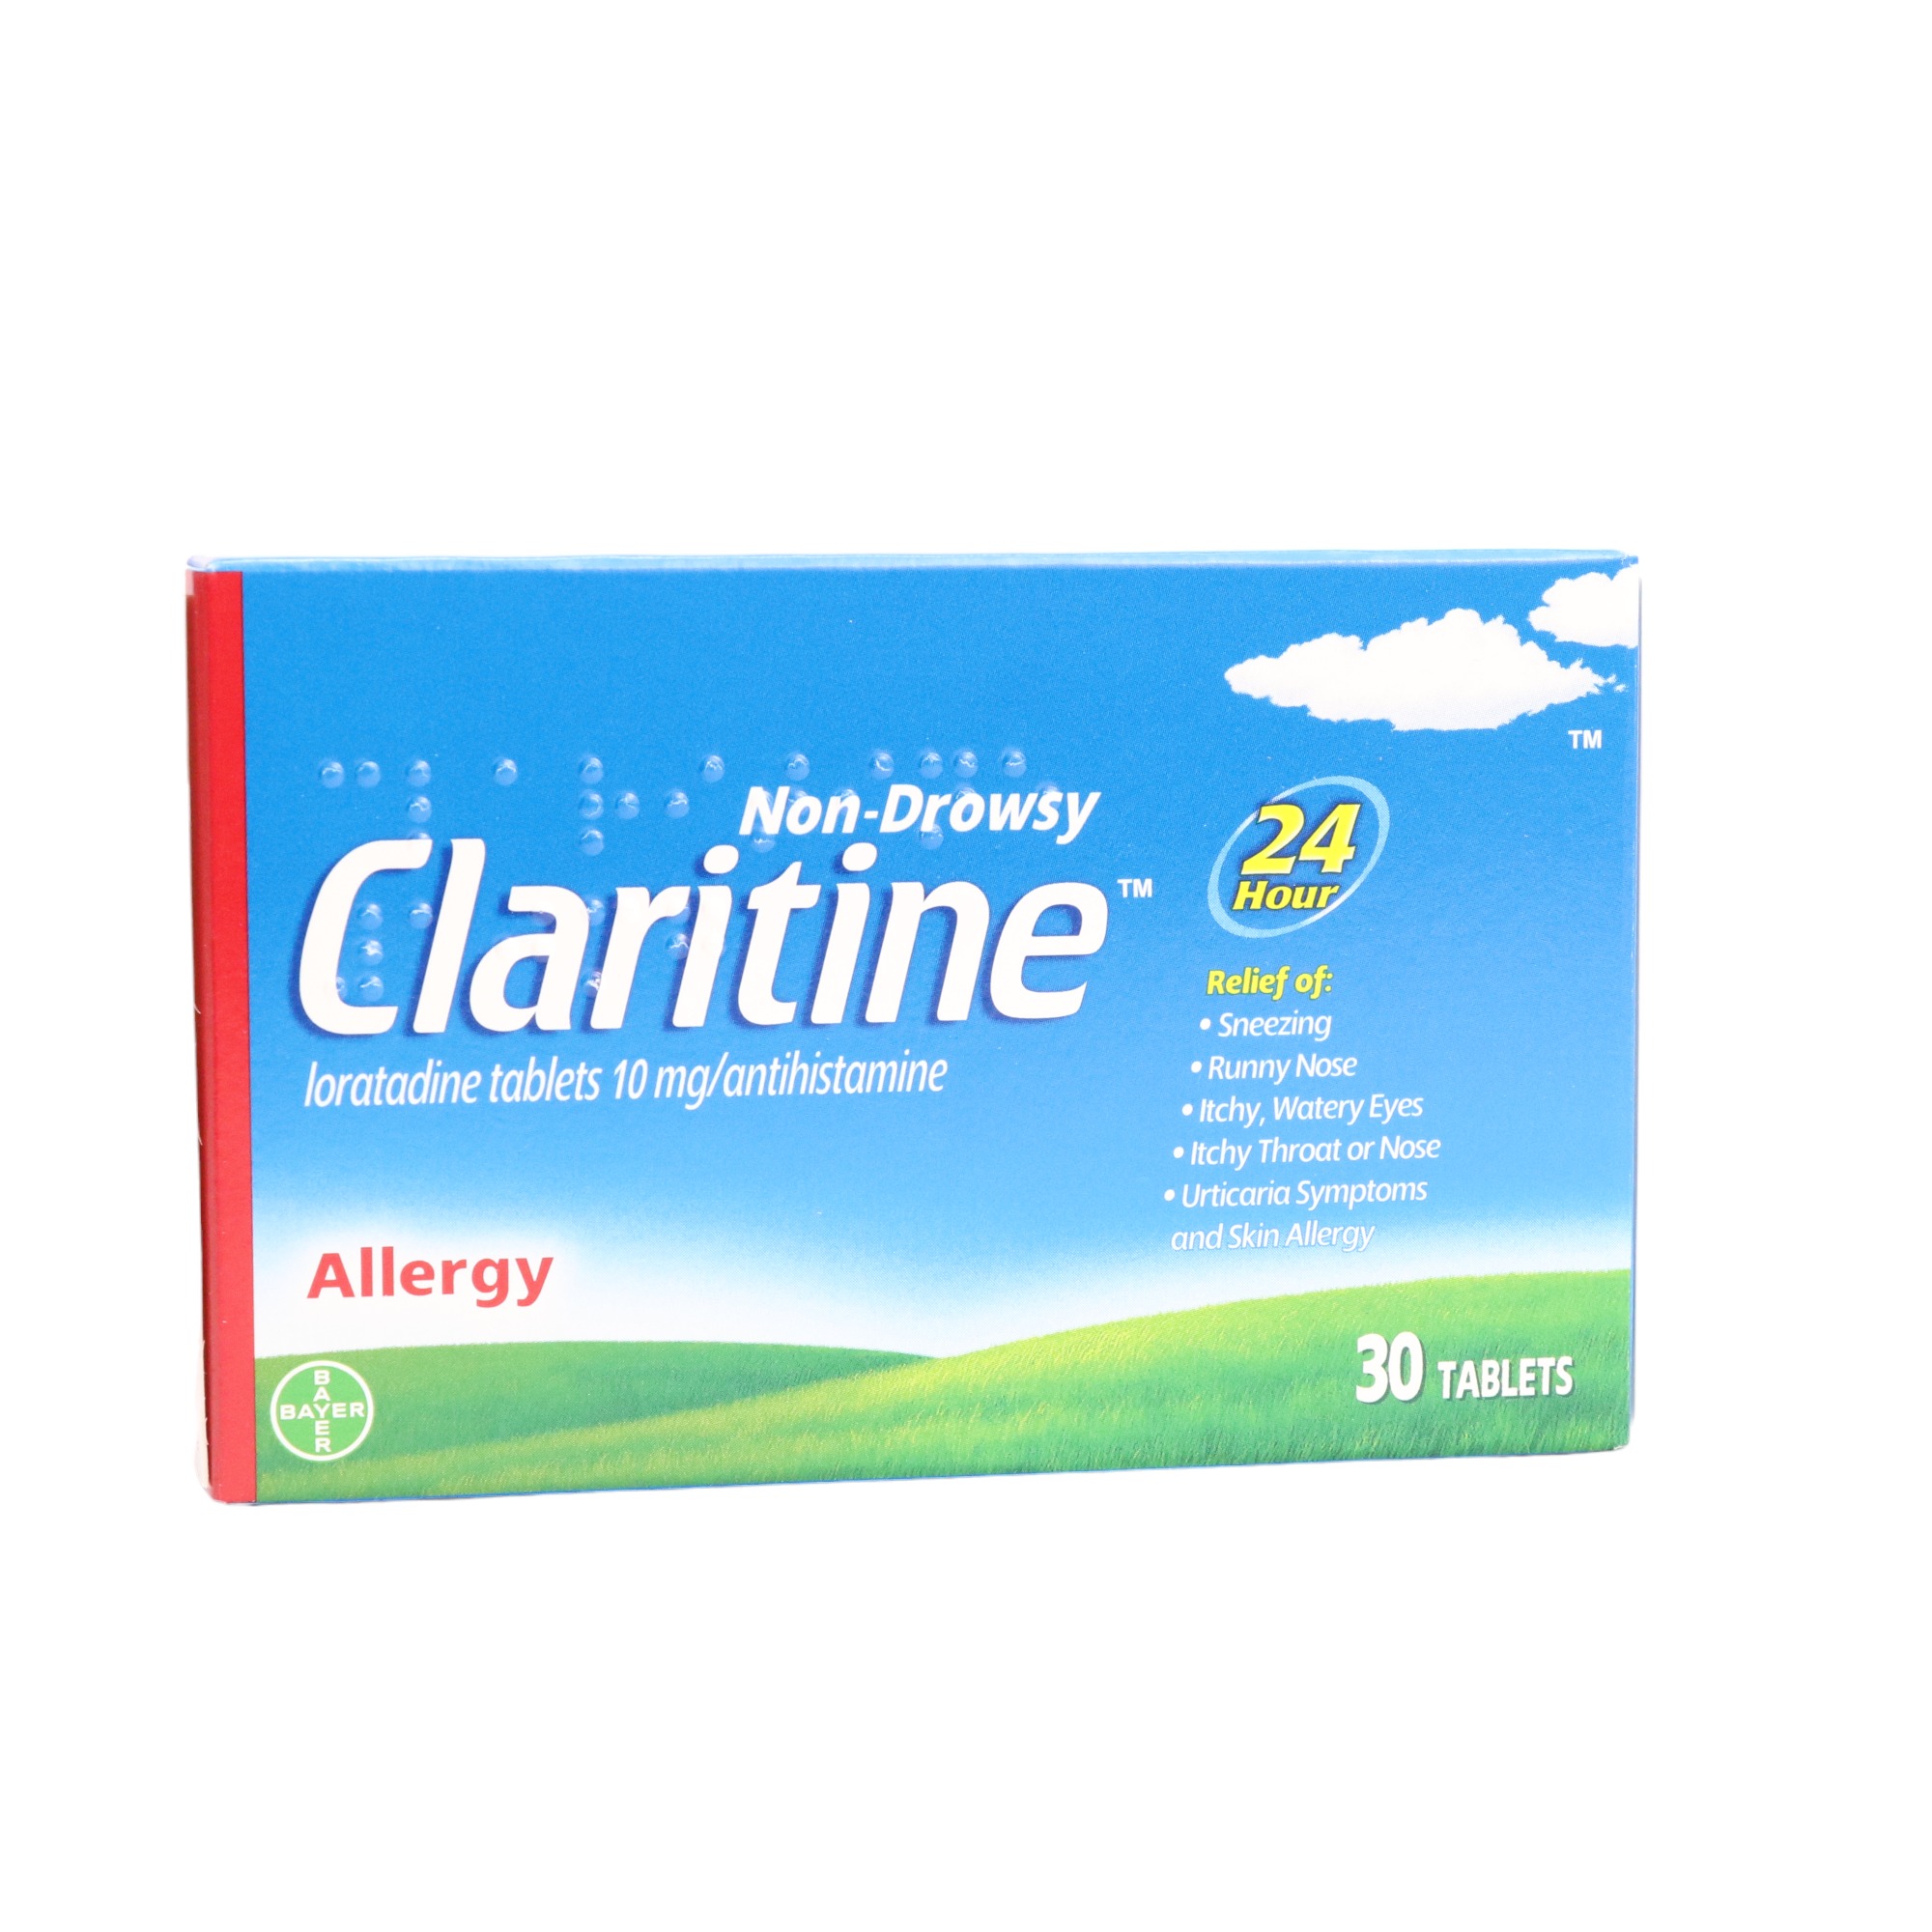 TM
Non-Drowsy
Claritine™
loratadine tablets 10 mg/antihistamine
24
Hour
Relief of:
• Sneezing
• Runny Nose
• Itchy, Watery Eyes
• Itchy Throat or Nose
• Urticaria Symptoms
and Skin Allergy
Allergy
BAYER
BAYER
30 TABLETS